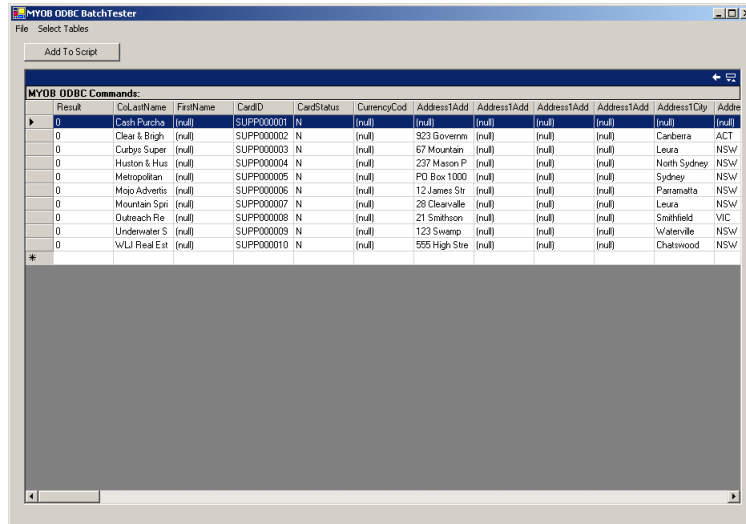 MYOB ODBC BatchTester
File Select Tables
Add To Script
MYOB ODBC Commands:
Result CoLastName FirstName CardID CardStatus CurrencyCod Address1Add Address1Add Address1Add Address1Add Address1City Addre
0 Cash Purcha (null) SUPP000001 N (null) (null) (null) (null) (null) (null) (null)
0 Clear & Brigh (null) SUPP000002 N (null) 923 Governm (null) (null) (null) Canberra ACT
0 Curbys Super (null) SUPP000003 N (null) 67 Mountain (null) (null) (null) Leura NSW
0 Huston & Hus (null) SUPP000004 N (null) 237 Mason P (null) (null) (null) North Sydney NSW
0 Metropolitan (null) SUPP000005 N (null) PO Box 1000 (null) (null) (null) Sydney NSW
0 Mojo Advertis (null) SUPP000006 N (null) 12 James Str (null) (null) (null) Parramatta NSW
0 Mountain Spri (null) SUPP000007 N (null) 28 Clearvalle (null) (null) (null) Leura NSW
0 Outreach Re (null) SUPP000008 N (null) 21 Smithson (null) (null) (null) Smithfield VIC
0 Underwater S (null) SUPP000009 N (null) 123 Swamp (null) (null) (null) Waterville NSW
0 WLJ Real Est (null) SUPP000010 N (null) 555 High Stre (null) (null) (null) Chatswood NSW